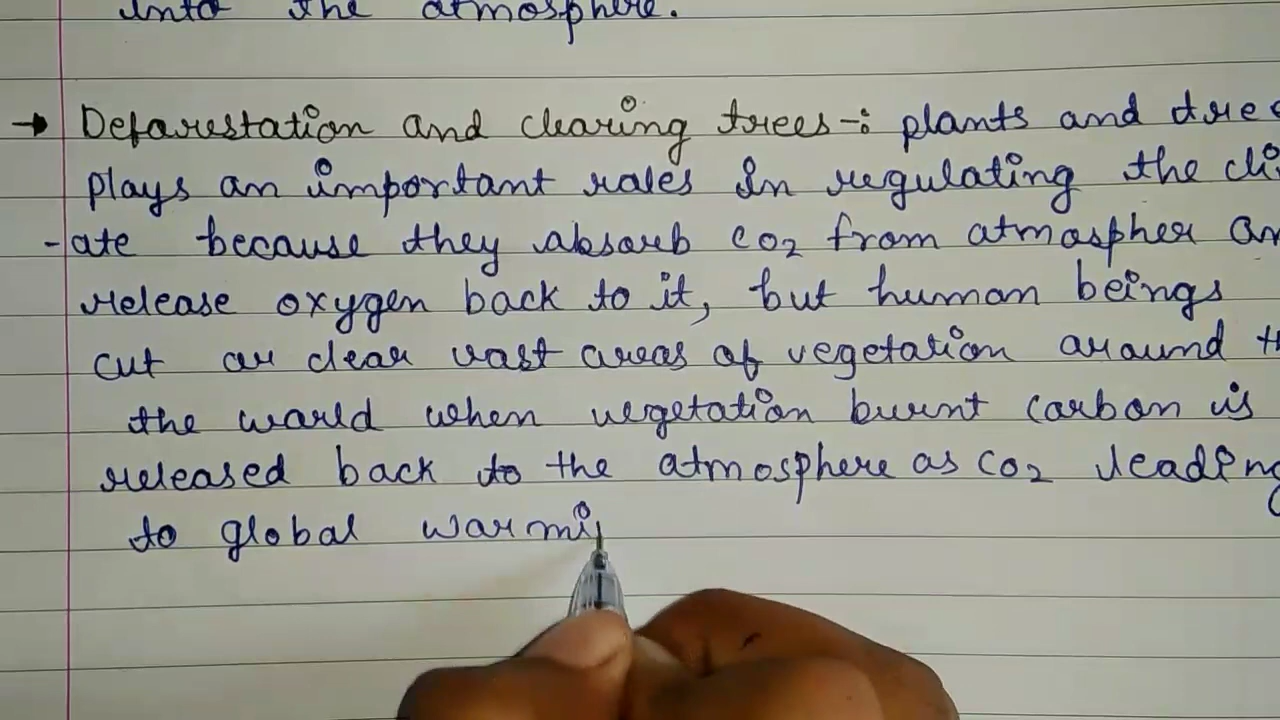 into the atmosphere.
→ Deforestation and clearing trees-: plants and tree
plays an important roles in regulating the cli
-ate because they absorb CO2 from atmospher an
release oxygen back to it, but human beings
cut or clear vast areas of vegetation around th
the world when vegetation burnt carbon is
released back to the atmosphere as CO2 leading
to global warmi